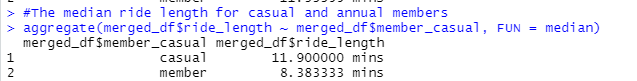 > #The median ride length for casual and annual members
> aggregate(merged_df$ride_length ~ merged_df$member_casual, FUN = median)
merged_df$member_casual merged_df$ride_length
1 casual 11.900000 mins
2 member 8.383333 mins